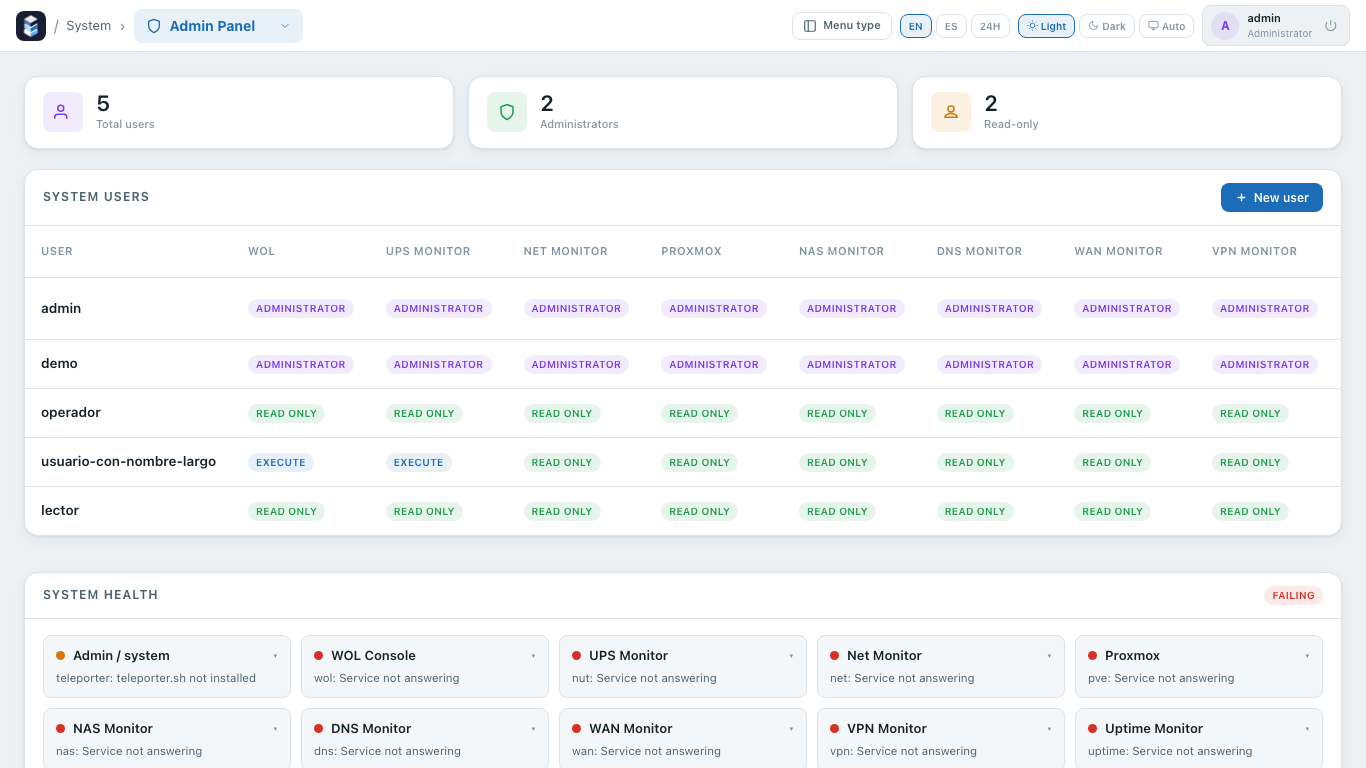 / System › Admin Panel
Menu type
EN ES 24H
Light Dark Auto
A
admin
Administrator
5
Total users
2
Administrators
2
Read-only
SYSTEM USERS
+ New user
USER WOL UPS MONITOR NET MONITOR PROXMOX NAS MONITOR DNS MONITOR WAN MONITOR VPN MONITOR
admin ADMINISTRATOR ADMINISTRATOR ADMINISTRATOR ADMINISTRATOR ADMINISTRATOR ADMINISTRATOR ADMINISTRATOR ADMINISTRATOR
demo ADMINISTRATOR ADMINISTRATOR ADMINISTRATOR ADMINISTRATOR ADMINISTRATOR ADMINISTRATOR ADMINISTRATOR ADMINISTRATOR
operador READ ONLY READ ONLY READ ONLY READ ONLY READ ONLY READ ONLY READ ONLY READ ONLY
usuario-con-nombre-largo EXECUTE EXECUTE READ ONLY READ ONLY READ ONLY READ ONLY READ ONLY READ ONLY
lector READ ONLY READ ONLY READ ONLY READ ONLY READ ONLY READ ONLY READ ONLY READ ONLY
SYSTEM HEALTH
FAILING
Admin / system
teleporter: teleporter.sh not installed
WOL Console
wol: Service not answering
UPS Monitor
nut: Service not answering
Net Monitor
net: Service not answering
Proxmox
pve: Service not answering
NAS Monitor
nas: Service not answering
DNS Monitor
dns: Service not answering
WAN Monitor
wan: Service not answering
VPN Monitor
vpn: Service not answering
Uptime Monitor
uptime: Service not answering